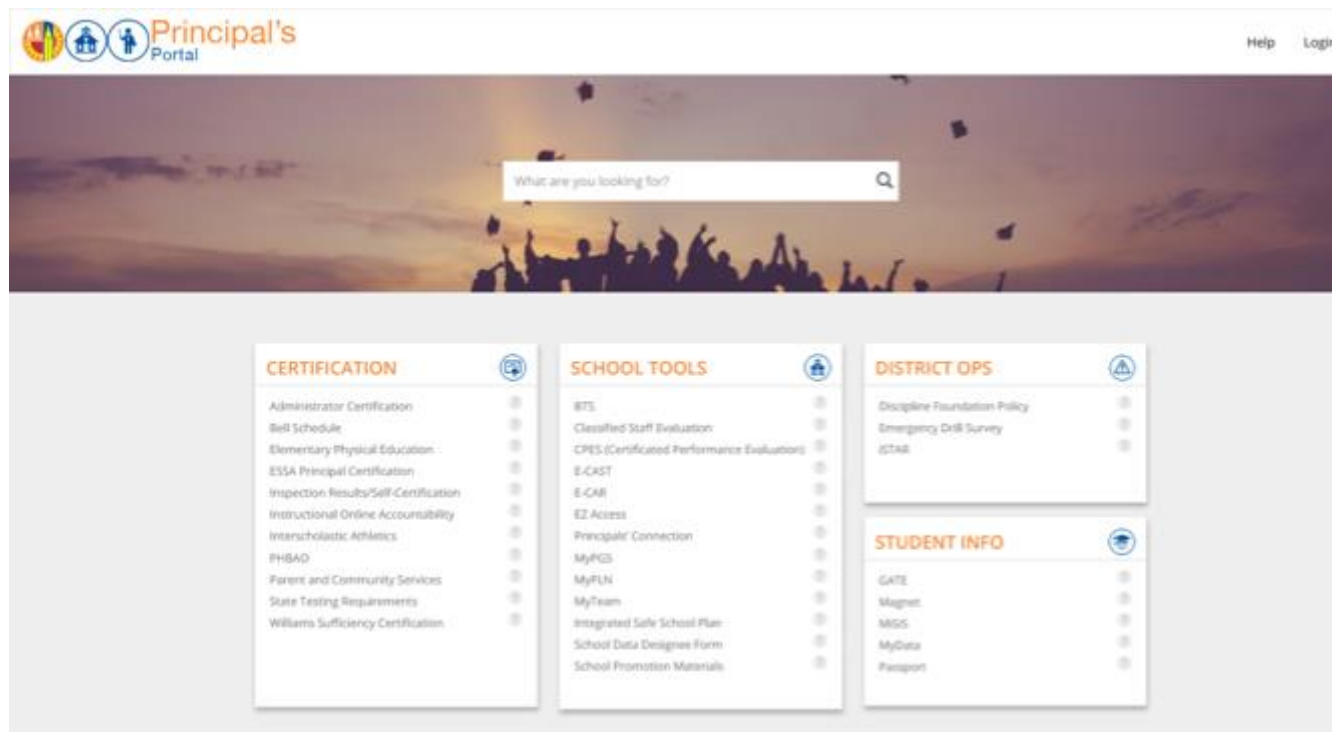 Principal's
Portal
Help Login
What are you looking for?
CERTIFICATION
Administrator Certification
Bell Schedule
Elementary Physical Education
ESSA Principal Certification
Inspection Results/Self-Certification
Instructional Online Accountability
Interscholastic Athletics
PHBAO
Parent and Community Services
State Testing Requirements
Williams Sufficiency Certification
SCHOOL TOOLS
BTS
Classified Staff Evaluation
CPES (Certificated Performance Evaluation)
E-CAST
E-CAR
EZ Access
Principals' Connection
MyPGS
MyPLN
MyTeam
Integrated Safe School Plan
School Data Designee Form
School Promotion Materials
DISTRICT OPS
Discipline Foundation Policy
Emergency Drill Survey
iSTAR
STUDENT INFO
GATE
Magnet
MiSiS
MyData
Passport